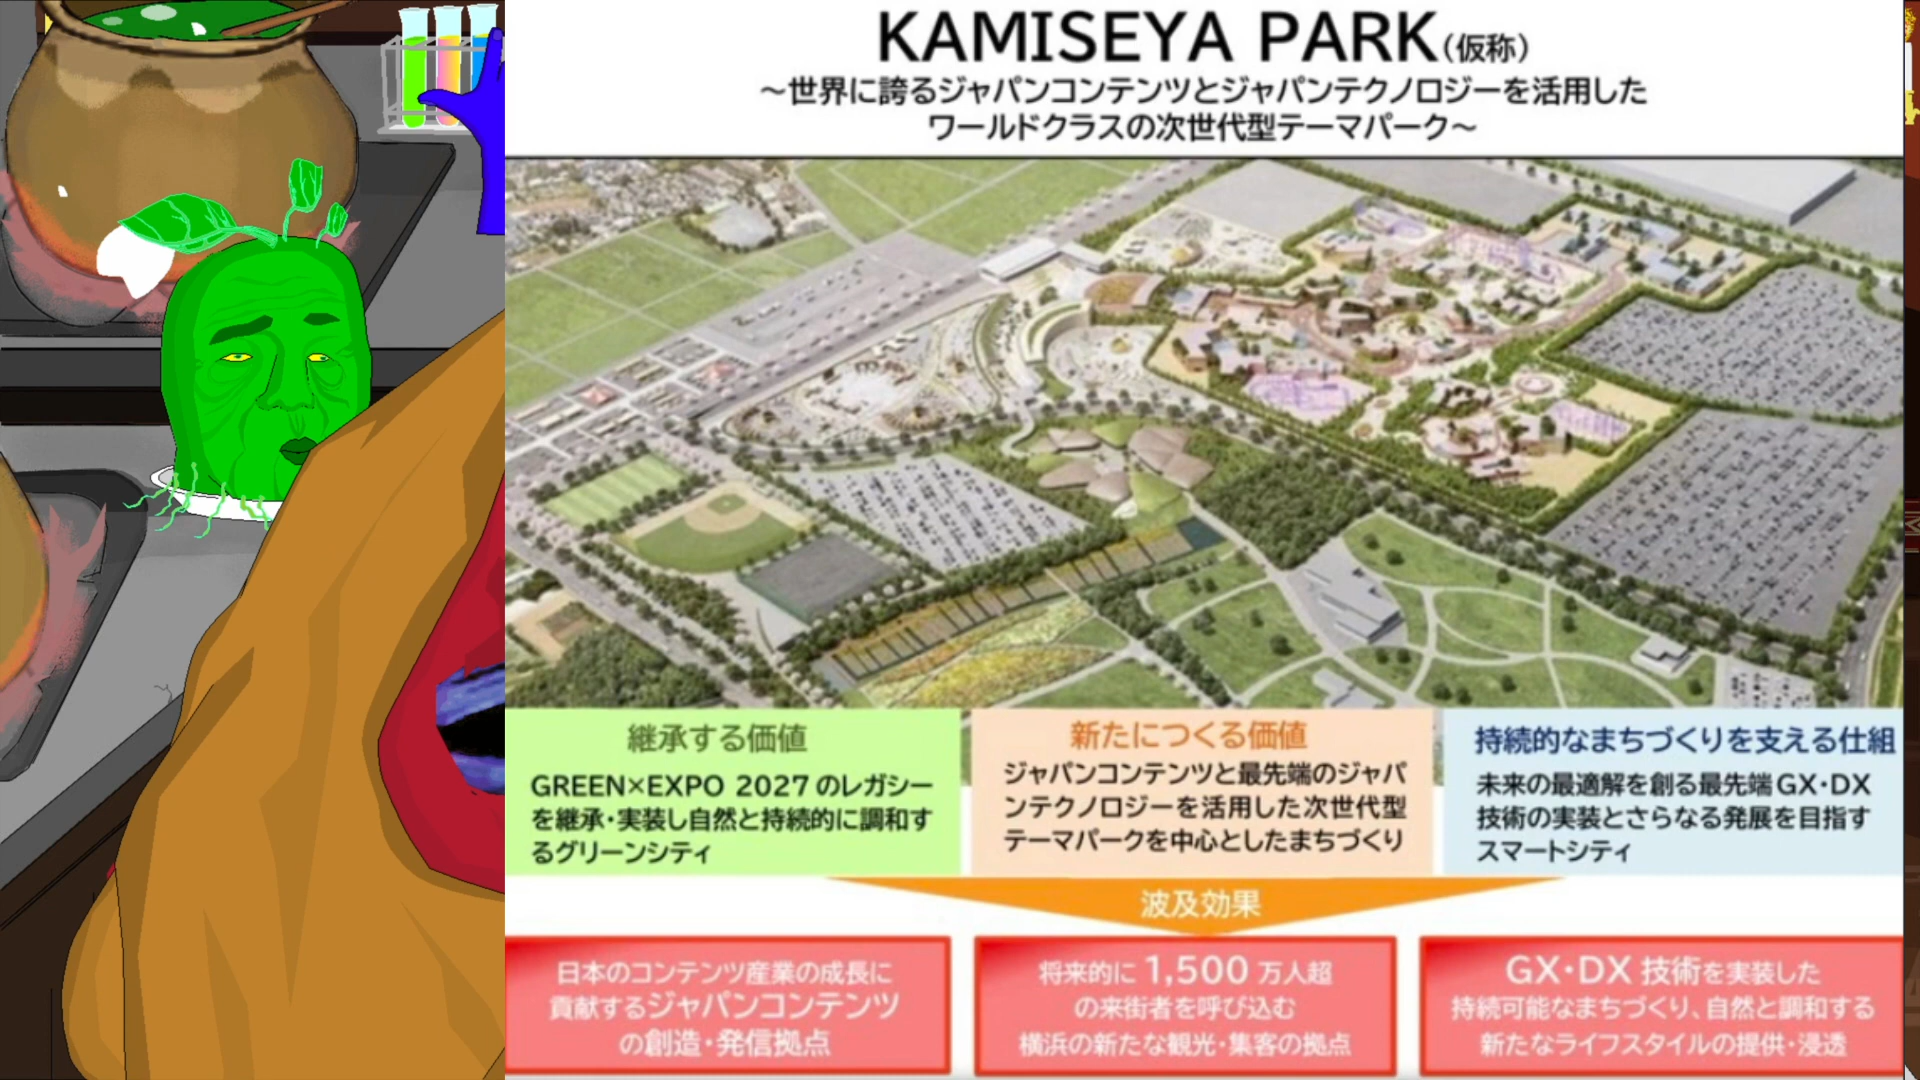 KAMISEYA PARK(仮称)
～世界に誇るジャパンコンテンツとジャパンテクノロジーを活用した
ワールドクラスの次世代型テーマパーク～
継承する価値
GREEN×EXPO 2027のレガシー
を継承・実装し自然と持続的に調和す
るグリーンシティ
新たにつくる価値
ジャパンコンテンツと最先端のジャパ
ンテクノロジーを活用した次世代型
テーマパークを中心としたまちづくり
持続的なまちづくりを支える仕組
未来の最適解を創る最先端GX・DX
技術の実装とさらなる発展を目指す
スマートシティ
波及効果
日本のコンテンツ産業の成長に
貢献するジャパンコンテンツ
の創造・発信拠点
将来的に1,500万人超
の来街者を呼び込む
横浜の新たな観光・集客の拠点
GX・DX技術を実装した
持続可能なまちづくり、自然と調和する
新たなライフスタイルの提供・浸透